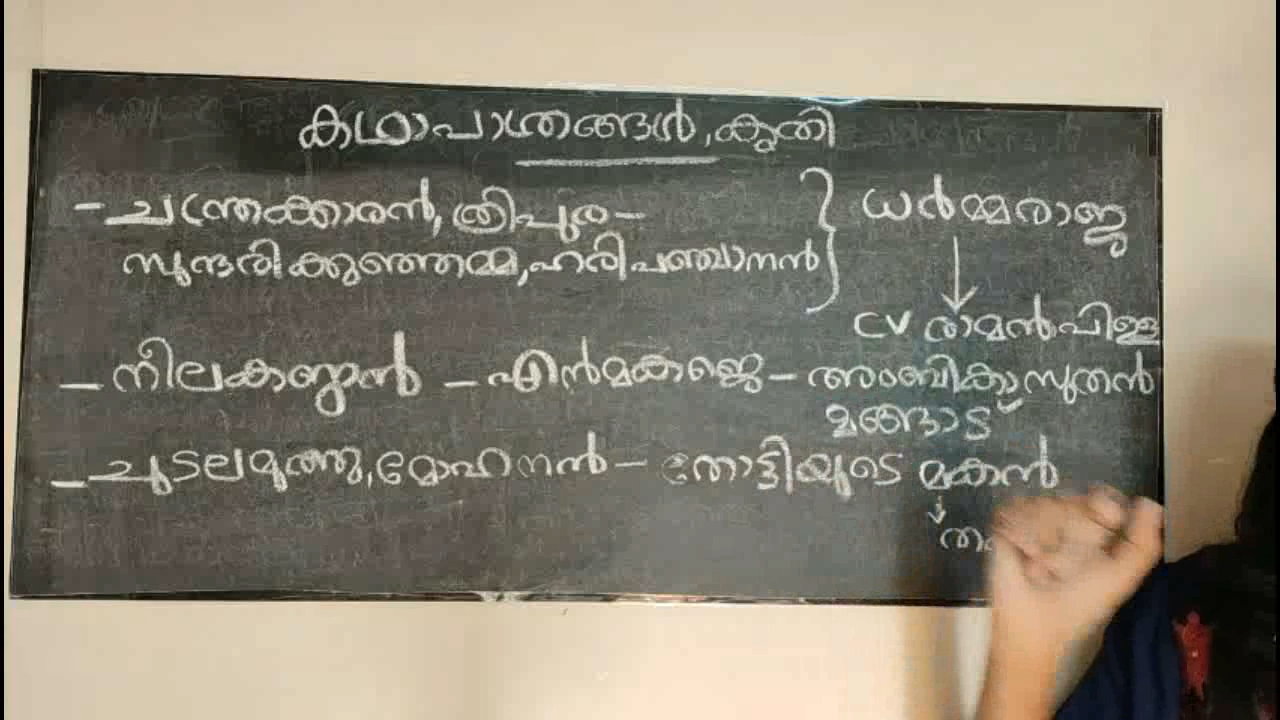 കഥാപാത്രങ്ങൾ, കൃതി
- ചന്ത്രക്കാരൻ, ത്രിപുര-
സുന്ദരിക്കുഞ്ഞമ്മ, ഹരിപഞ്ചാനൻ } ധർമ്മരാജ
CV രാമൻപിള്ള
- നീലകണ്ഠൻ - എൻമകജെ - അംബികാസുതൻ
മങ്ങാട്
- ചുടലമുത്തു, മോഹനൻ - തോട്ടിയുടെ മകൻ